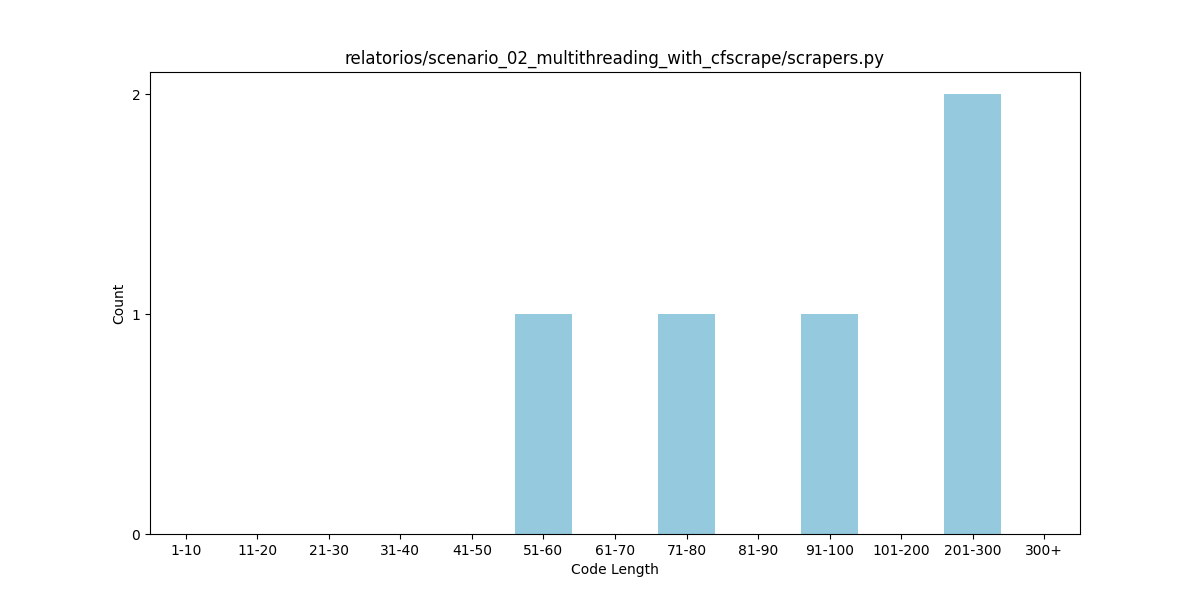 relatorios/scenario_02_multithreading_with_cfscrape/scrapers.py
Count
2
1
0
1-10 11-20 21-30 31-40 41-50 51-60 61-70 71-80 81-90 91-100 101-200 201-300 300+
Code Length